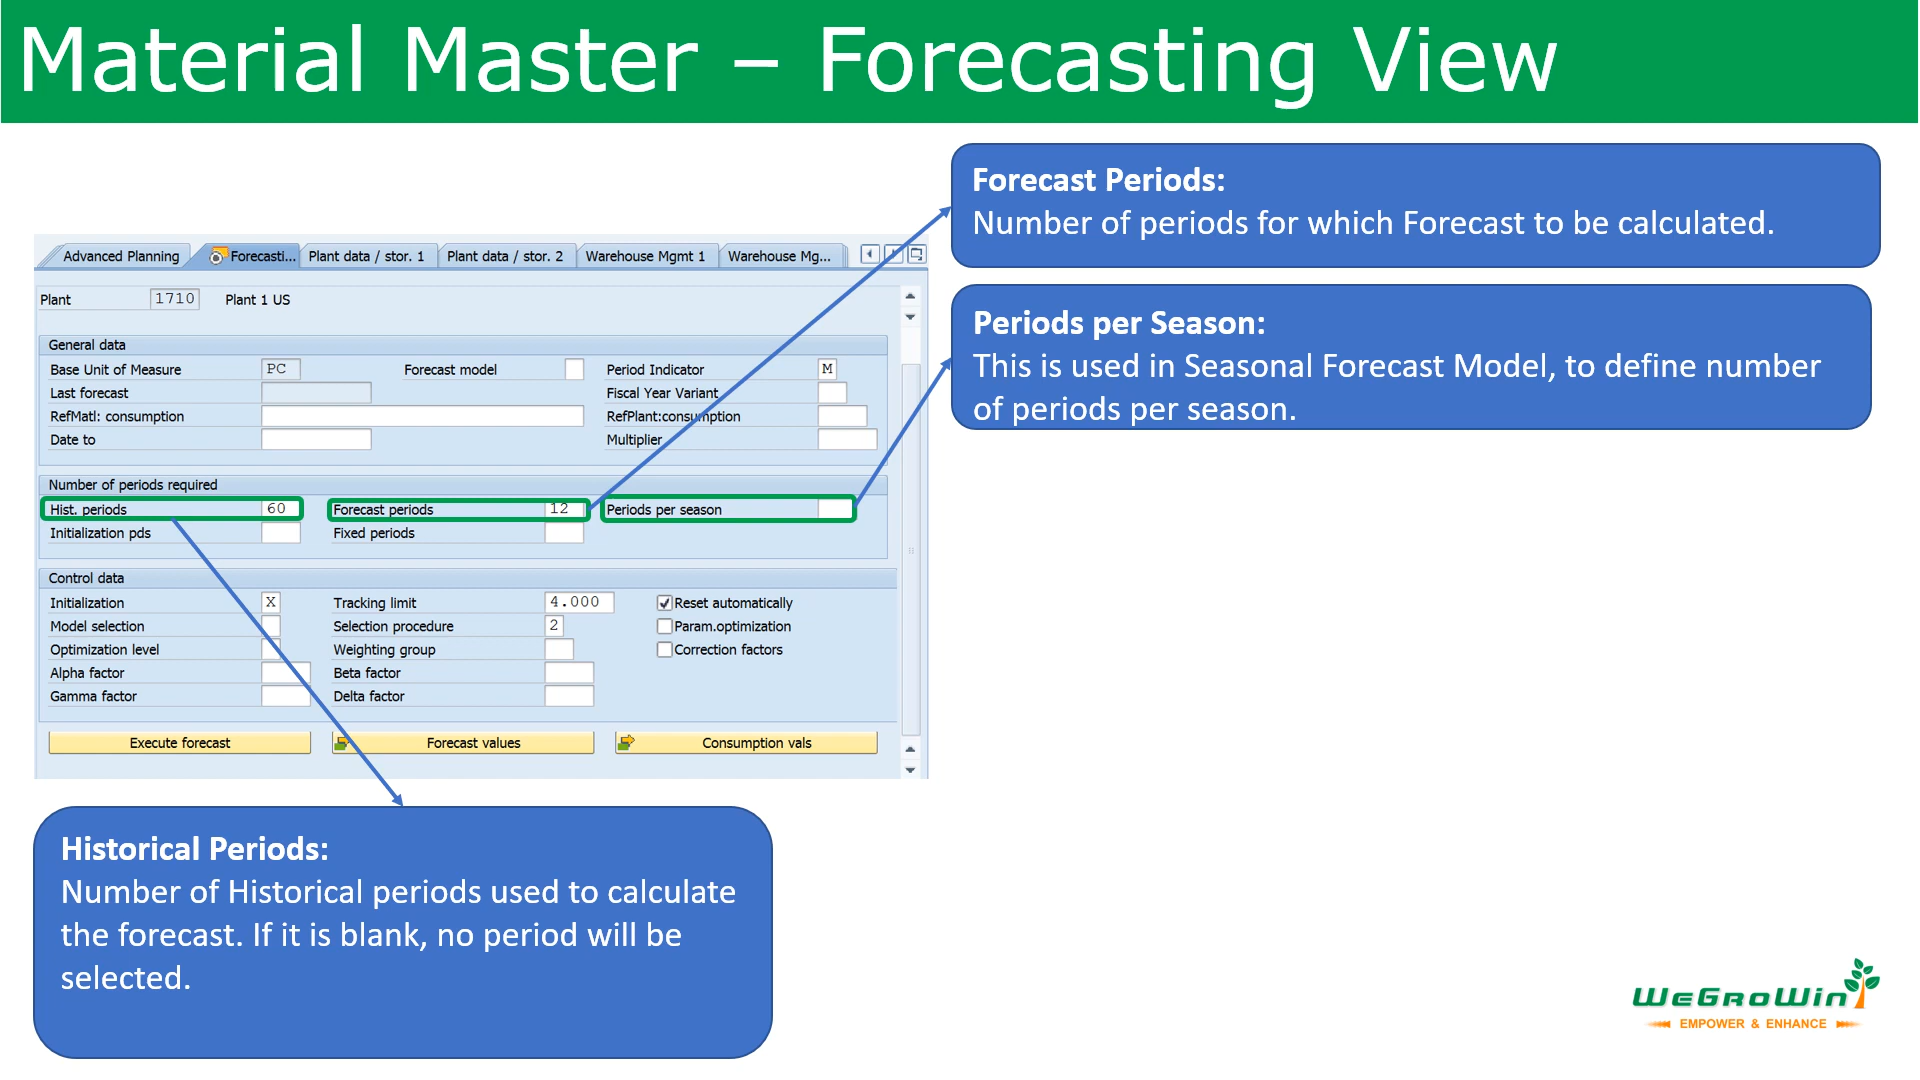 Material Master – Forecasting View
Forecast Periods:
Number of periods for which Forecast to be calculated.
Periods per Season:
This is used in Seasonal Forecast Model, to define number
of periods per season.
Advanced Planning Forecasti... Plant data / stor. 1 Plant data / stor. 2 Warehouse Mgmt 1 Warehouse Mg...
Plant 1710 Plant 1 US
General data
Base Unit of Measure PC Forecast model Period Indicator M
Last forecast Fiscal Year Variant
RefMatl: consumption RefPlant:consumption
Date to Multiplier
Number of periods required
Hist. periods 60 Forecast periods 12 Periods per season
Initialization pds Fixed periods
Control data
Initialization X Tracking limit 4.000 Reset automatically
Model selection Selection procedure 2 Param.optimization
Optimization level Weighting group Correction factors
Alpha factor Beta factor
Gamma factor Delta factor
Execute forecast Forecast values Consumption vals
Historical Periods:
Number of Historical periods used to calculate
the forecast. If it is blank, no period will be
selected.
WeGroWin
EMPOWER & ENHANCE